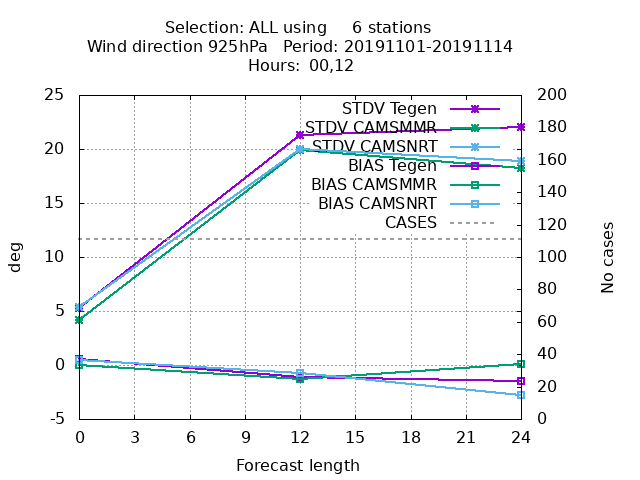 Selection: ALL using 6 stations
Wind direction 925hPa Period: 20191101-20191114
Hours: 00,12
25 200
STDV Tegen
STDV CAMSMMR 180
20 STDV CAMSNRT
160
BIAS Tegen
BIAS CAMSMMR 140
15 BIAS CAMSNRT
CASES 120
deg 10 100 No cases
80
5
60
40
0
20
-5 0
0 3 6 9 12 15 18 21 24
Forecast length